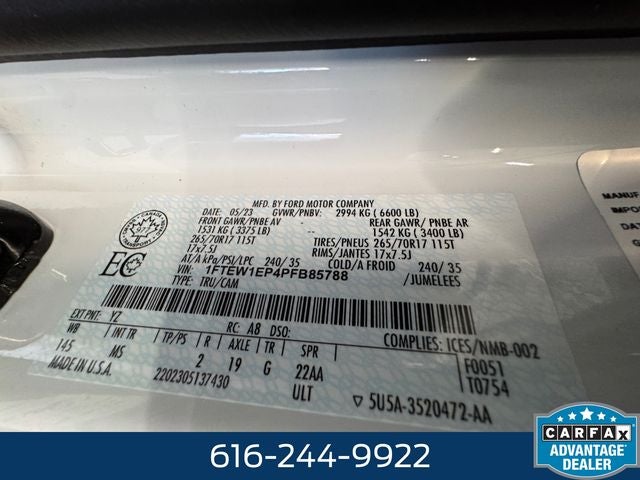 MFD. BY FORD MOTOR COMPANY
DATE: 05/23 GVWR/PNBV: 2994 KG ( 6600 LB)
FRONT GAWR/PNBE AV REAR GAWR/ PNBE AR
1531 KG ( 3375 LB) 1542 KG ( 3400 LB)
265/70R17 115T TIRES/PNEUS 265/70R17 115T
17x7.5J RIMS/JANTES 17x7.5J
AT/A kPa/PSI/LPC 240/ 35 COLD/A FROID 240/ 35
VIN: 1FTEW1EP4PFB85788 /JUMELEES
TYPE: TRU/CAM
CANADA
TRANSPORT
EC
EXT PNT: YZ RC: A8 DSO: COMPLIES: ICES/NMB-002
WB INT TR TP/PS R AXLE TR SPR F0051
145 MS 2 19 G 22AA T0754
MADE IN U.S.A. 2202305137430 ULT ▽ 5U5A-3520472-AA
MANUF
IMPO
DAT
616-244-9922
CARFAX
ADVANTAGE
DEALER